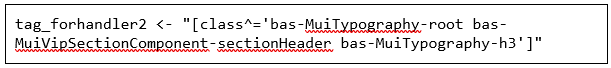 tag_forhandler2 <- "[class^='bas-MuiTypography-root bas-
MuiVipSectionComponent-sectionHeader bas-MuiTypography-h3']"